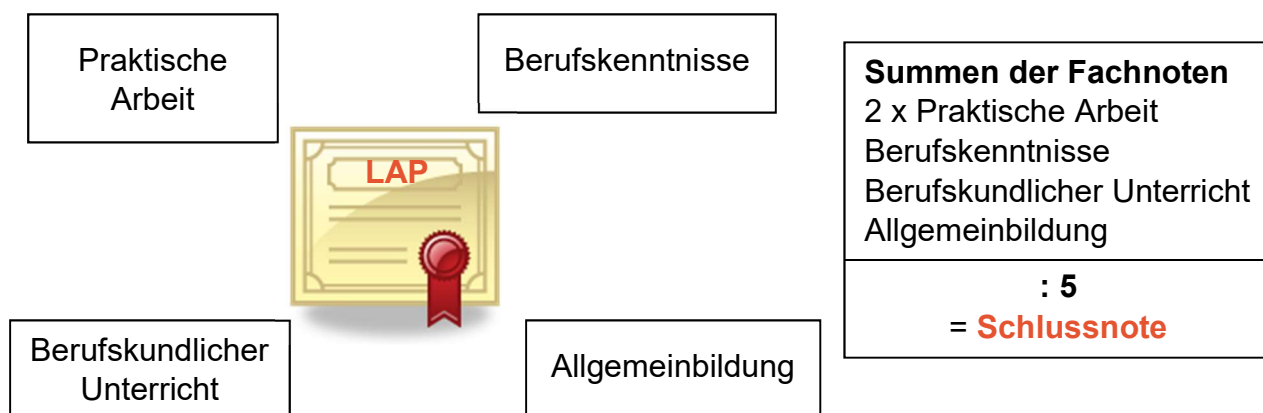 Praktische
Arbeit
Berufskenntnisse
LAP
Berufskundlicher
Unterricht
Allgemeinbildung
Summen der Fachnoten
2 x Praktische Arbeit
Berufskenntnisse
Berufskundlicher Unterricht
Allgemeinbildung
: 5
= Schlussnote